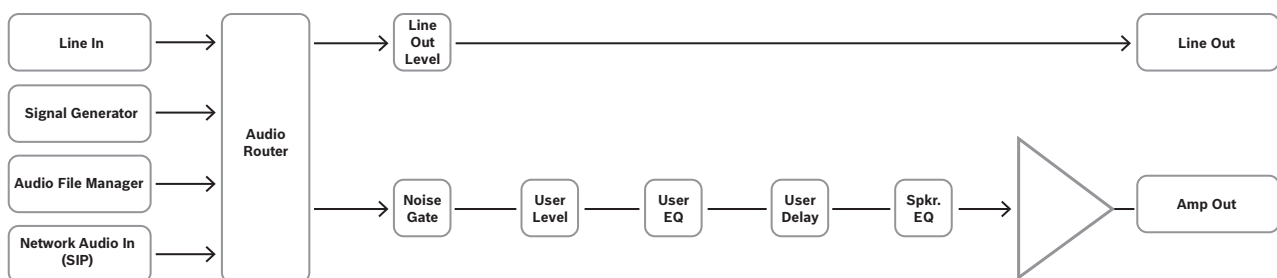 Line In
Signal Generator
Audio File Manager
Network Audio In
(SIP)
Audio
Router
Line
Out
Level
Line Out
Noise
Gate
User
Level
User
EQ
User
Delay
Spkr.
EQ
Amp Out